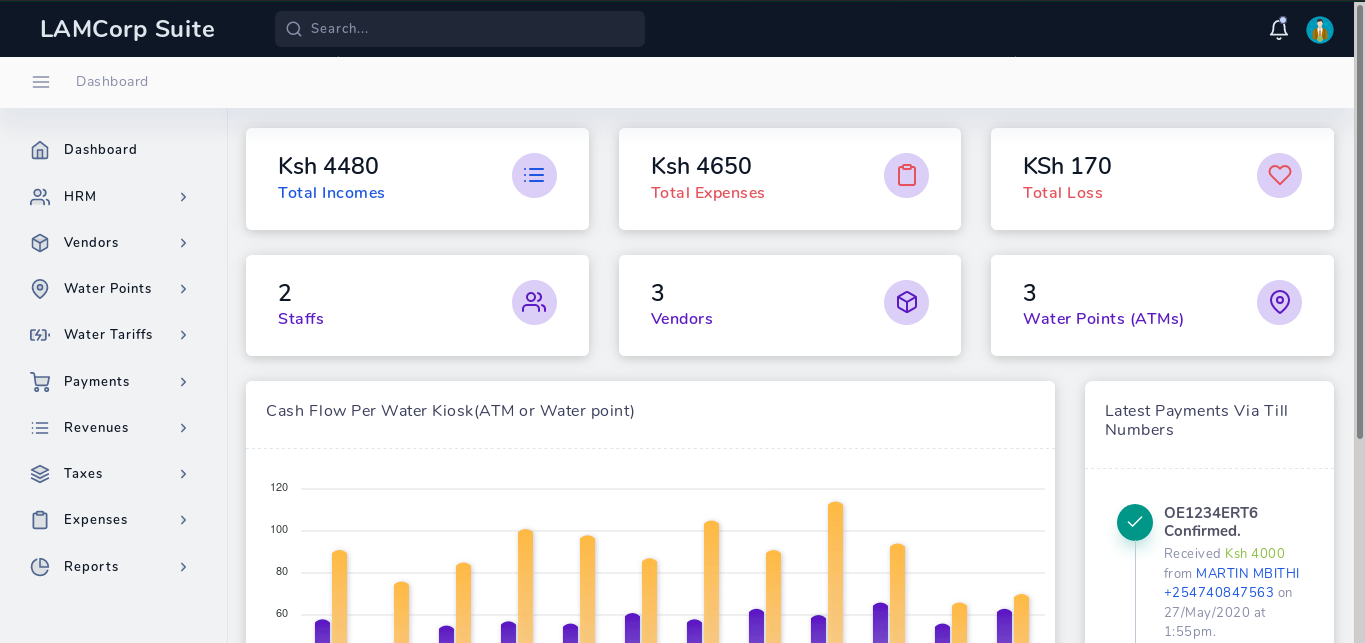 LAMCorp Suite
Search...
Dashboard
Dashboard
HRM
Vendors
Water Points
Water Tariffs
Payments
Revenues
Taxes
Expenses
Reports
Ksh 4480
Total Incomes
Ksh 4650
Total Expenses
KSh 170
Total Loss
2
Staffs
3
Vendors
3
Water Points (ATMs)
Cash Flow Per Water Kiosk(ATM or Water point)
120
100
80
60
Latest Payments Via Till
Numbers
OE1234ERT6
Confirmed.
Received Ksh 4000
from MARTIN MBITHI
+254740847563 on
27/May/2020 at
1:55pm.